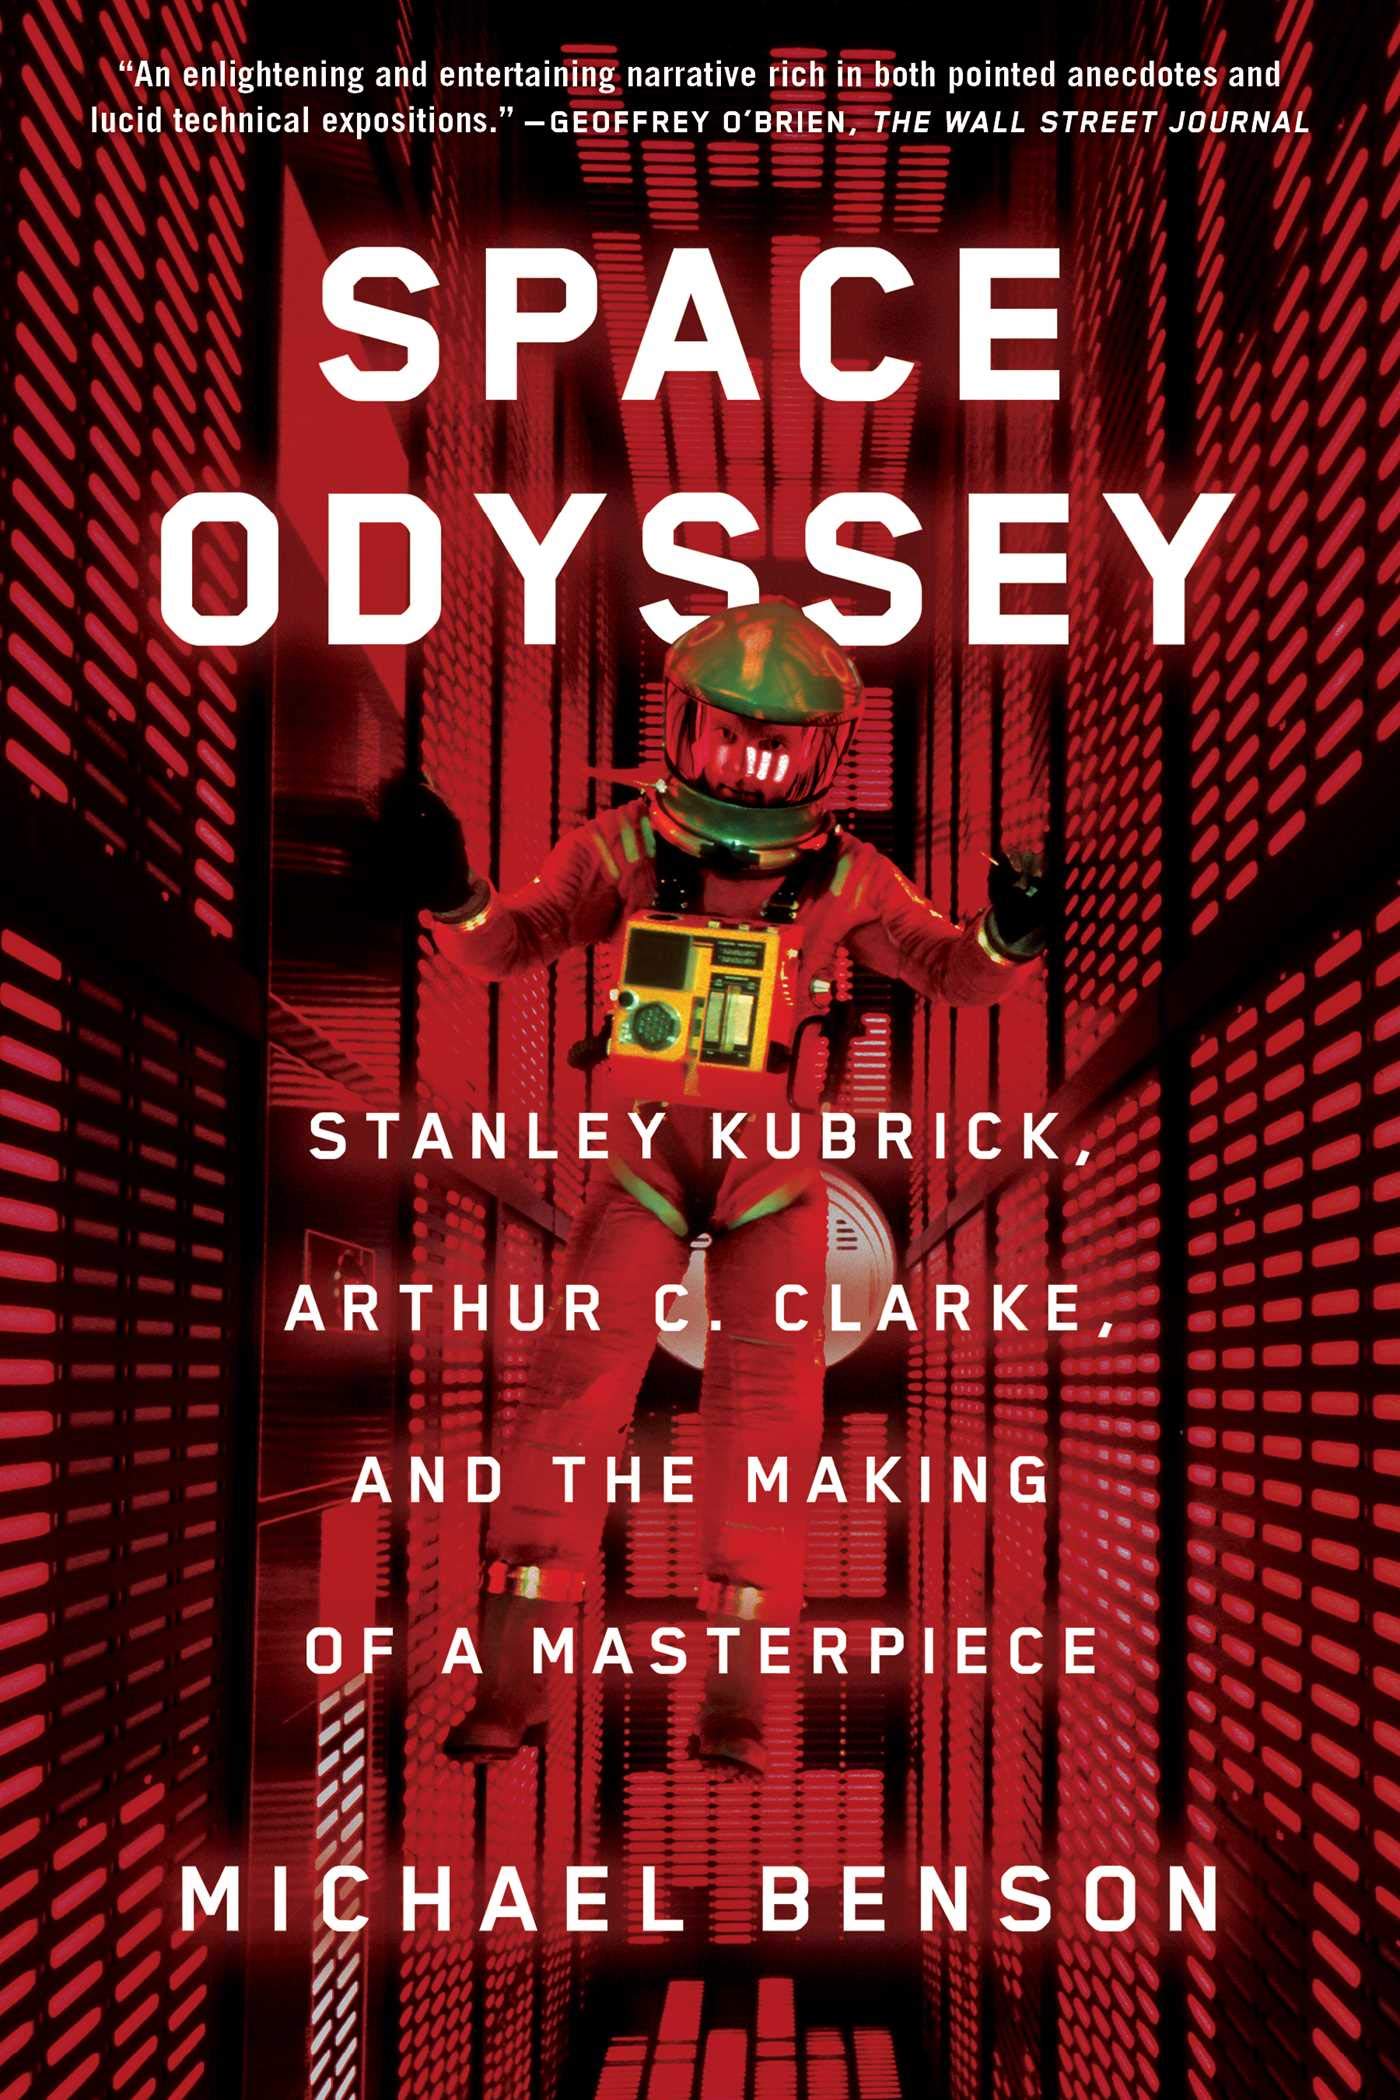 “An enlightening and entertaining narrative rich in both pointed anecdotes and
lucid technical expositions.” —GEOFFREY O’BRIEN, THE WALL STREET JOURNAL
SPACE
ODYSSEY
STANLEY KUBRICK,
ARTHUR C. CLARKE,
AND THE MAKING
OF A MASTERPIECE
MICHAEL BENSON